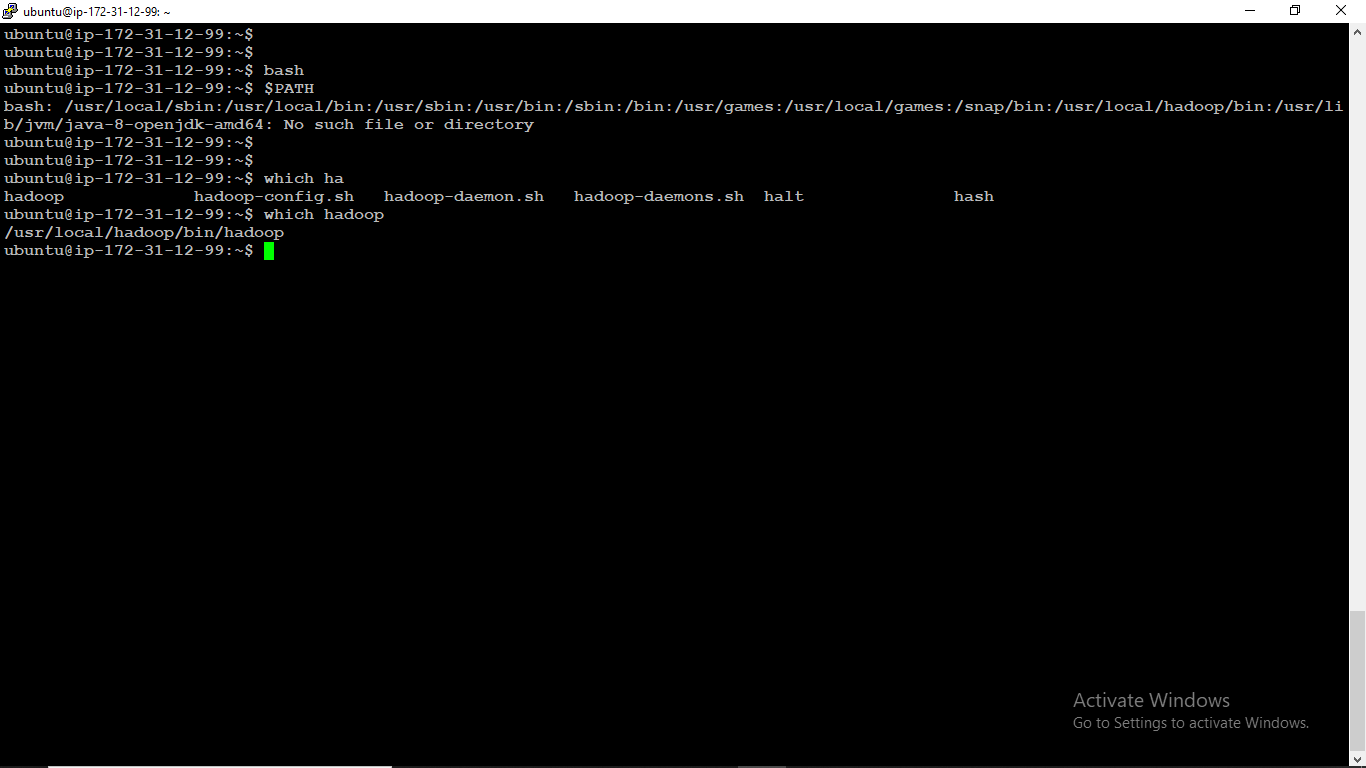 ubuntu@ip-172-31-12-99: ~
ubuntu@ip-172-31-12-99:~$
ubuntu@ip-172-31-12-99:~$
ubuntu@ip-172-31-12-99:~$ bash
ubuntu@ip-172-31-12-99:~$ $PATH
bash: /usr/local/sbin:/usr/local/bin:/usr/sbin:/usr/bin:/sbin:/bin:/usr/games:/usr/local/games:/snap/bin:/usr/local/hadoop/bin:/usr/li
b/jvm/java-8-openjdk-amd64: No such file or directory
ubuntu@ip-172-31-12-99:~$
ubuntu@ip-172-31-12-99:~$
ubuntu@ip-172-31-12-99:~$ which ha
hadoop hadoop-config.sh hadoop-daemon.sh hadoop-daemons.sh halt hash
ubuntu@ip-172-31-12-99:~$ which hadoop
/usr/local/hadoop/bin/hadoop
ubuntu@ip-172-31-12-99:~$
Activate Windows
Go to Settings to activate Windows.